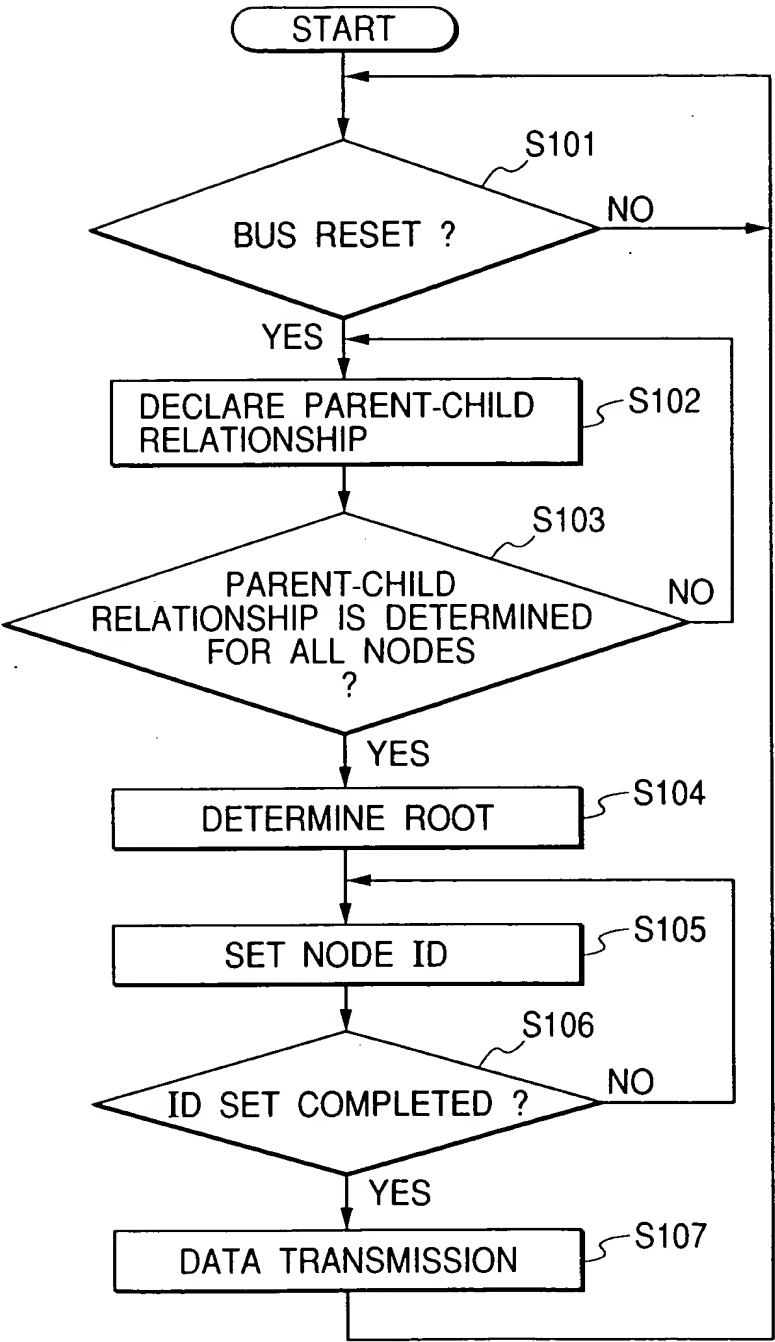 START
S101
BUS RESET ?
NO
YES
DECLARE PARENT-CHILD
RELATIONSHIP
S102
S103
PARENT-CHILD
RELATIONSHIP IS DETERMINED
FOR ALL NODES
?
NO
YES
DETERMINE ROOT
S104
SET NODE ID
S105
S106
ID SET COMPLETED ?
NO
YES
DATA TRANSMISSION
S107